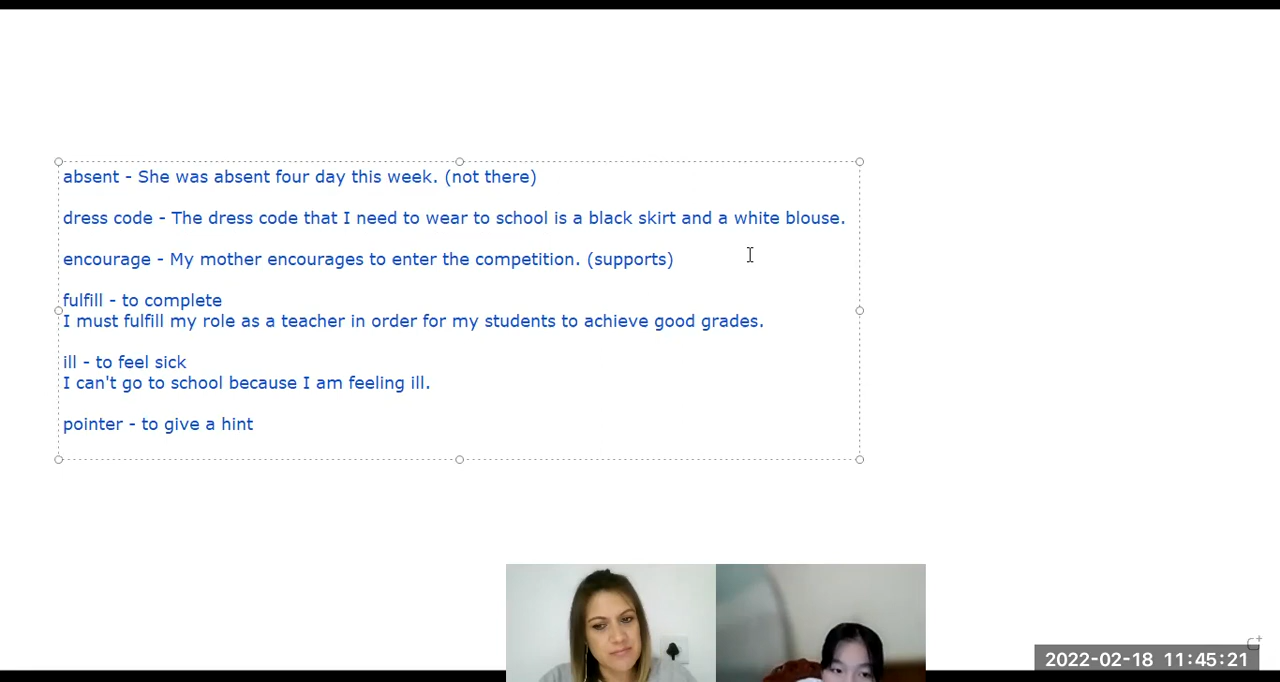 absent - She was absent four day this week. (not there)
dress code - The dress code that I need to wear to school is a black skirt and a white blouse.
encourage - My mother encourages to enter the competition. (supports)
fulfill - to complete
I must fulfill my role as a teacher in order for my students to achieve good grades.
ill - to feel sick
I can't go to school because I am feeling ill.
pointer - to give a hint
2022-02-18 11:45:21